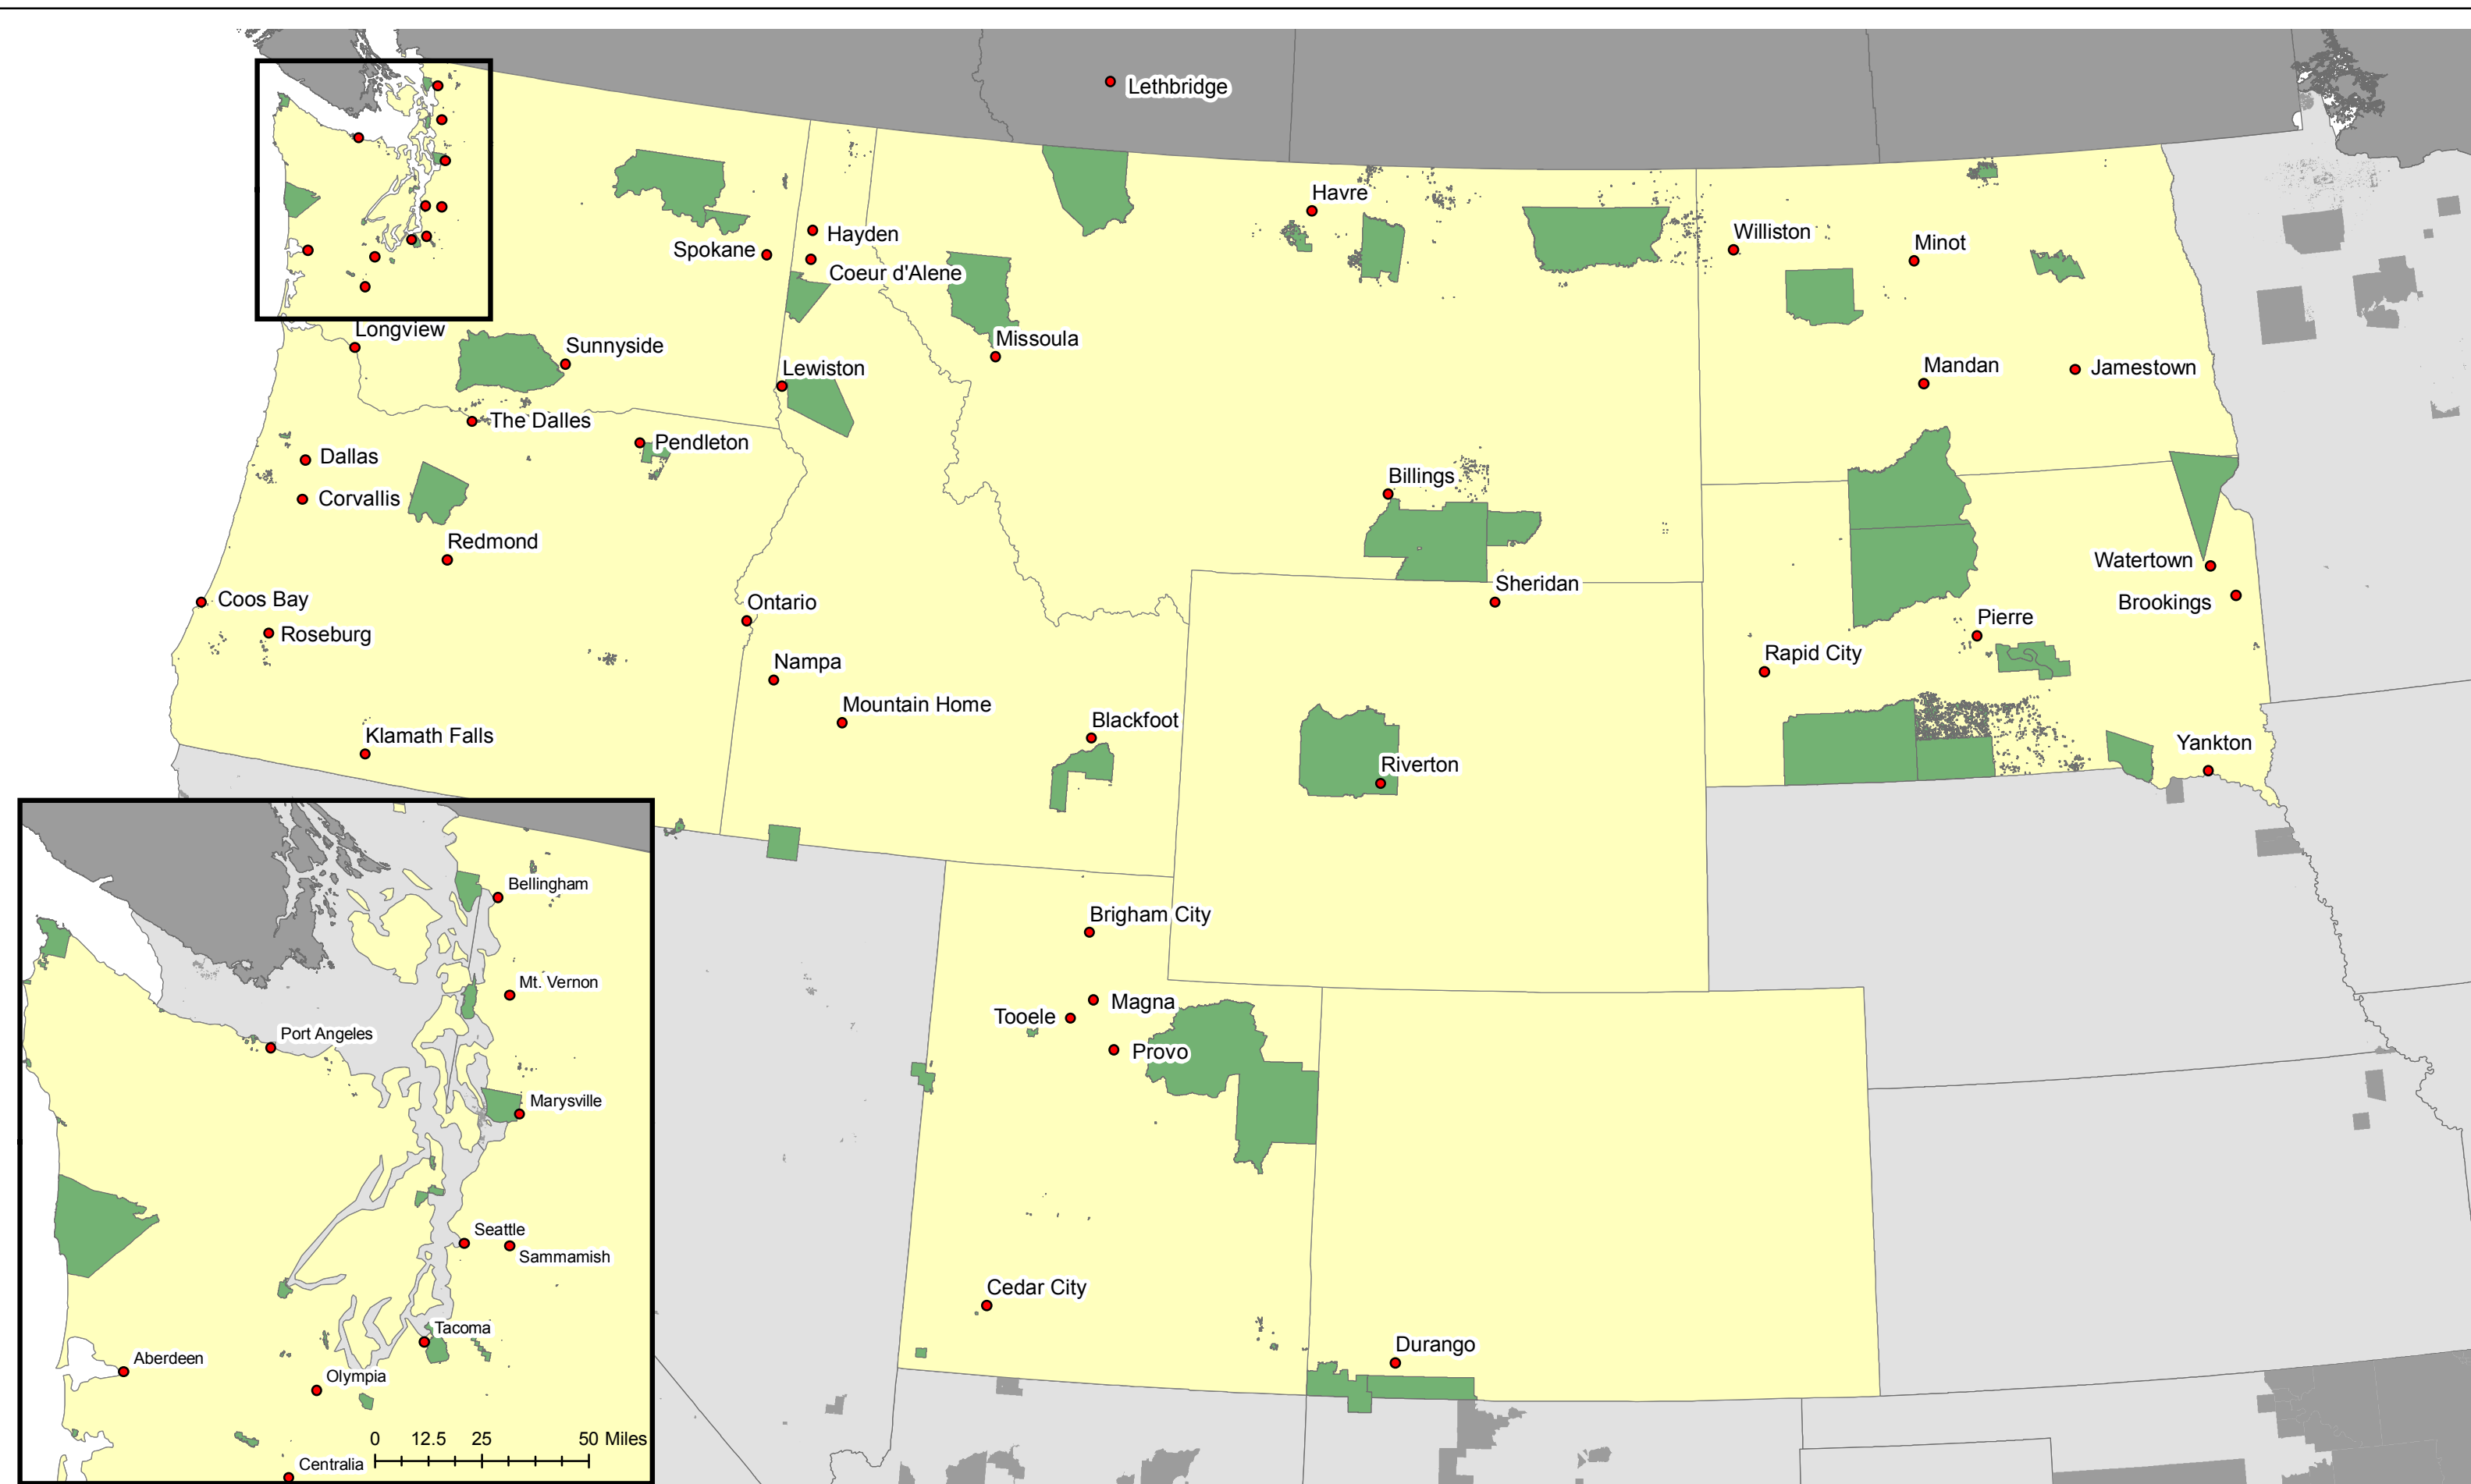 Lethbridge
Havre
Hayden
Williston
Minot
Spokane
Coeur d'Alene
Longview
Missoula
Sunnyside
Lewiston
Mandan
Jamestown
The Dalles
Pendleton
Dallas
Billings
Corvallis
Redmond
Watertown
Sheridan
Coos Bay
Ontario
Brookings
Pierre
Roseburg
Rapid City
Nampa
Mountain Home
Blackfoot
Klamath Falls
Yankton
Riverton
Brigham City
Magna
Tooele
Provo
Cedar City
Durango
Bellingham
Mt. Vernon
Port Angeles
Marysville
Seattle
Sammamish
Tacoma
Aberdeen
Olympia
0 12.5 25 50 Miles
Centralia